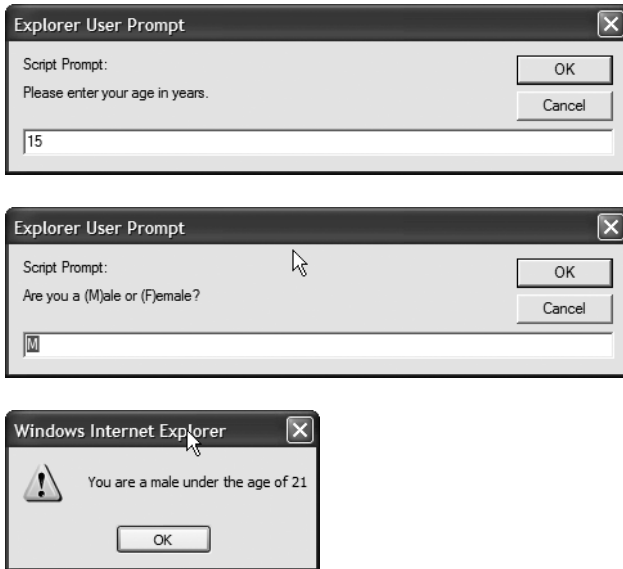 Explorer User Prompt
Script Prompt:
Please enter your age in years.
OK
Cancel
15
Explorer User Prompt
Script Prompt:
Are you a (M)ale or (F)emale?
OK
Cancel
M
Windows Internet Explorer
You are a male under the age of 21
OK